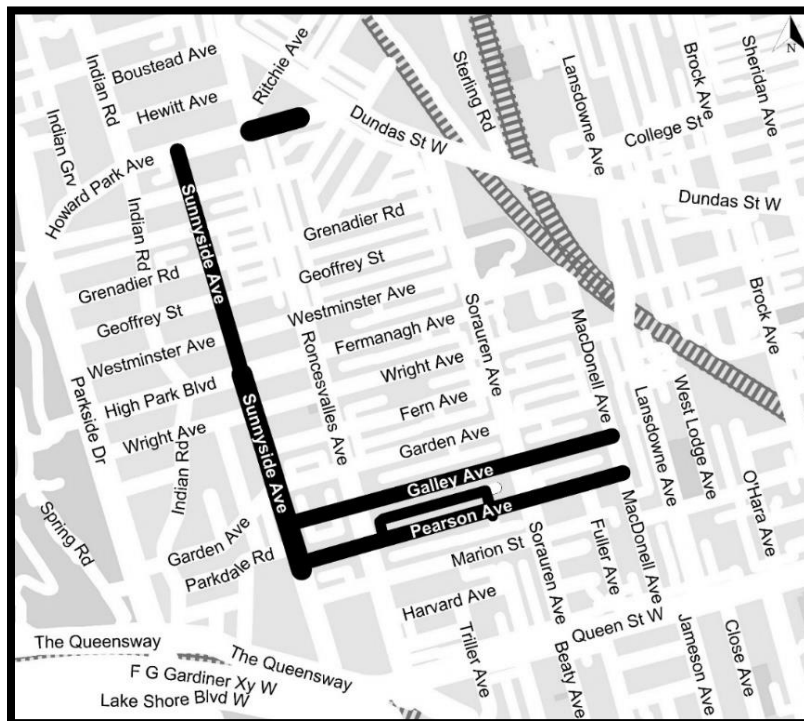 Boustead Ave
Ritchie Ave
Indian Rd
Hewitt Ave
Sterling Rd
Lansdowne Ave
Brock Ave
Sheridan Ave
N
Indian Grv
Howard Park Ave
Dundas St W
College St
Dundas St W
Sunnyside Ave
Indian Rd
Grenadier Rd
Geoffrey St
Grenadier Rd
Geoffrey St
Westminster Ave
Fermanagh Ave
Wright Ave
Fern Ave
Garden Ave
Sorauren Ave
MacDonell Ave
Brock Ave
Westminster Ave
High Park Blvd
Wright Ave
Parkside Dr
Indian Rd
Roncesvalles Ave
Sunnyside Ave
Lansdowne Ave
West Lodge Ave
O'Hara Ave
Galley Ave
Pearson Ave
Spring Rd
Garden Ave
Parkdale Rd
Marion St
Harvard Ave
Triller Ave
Sorauren Ave
Fuller Ave
MacDonell Ave
Queen St W
Beaty Ave
Jameson Ave
Close Ave
The Queensway
The Queensway
F G Gardiner Xy W
Lake Shore Blvd W